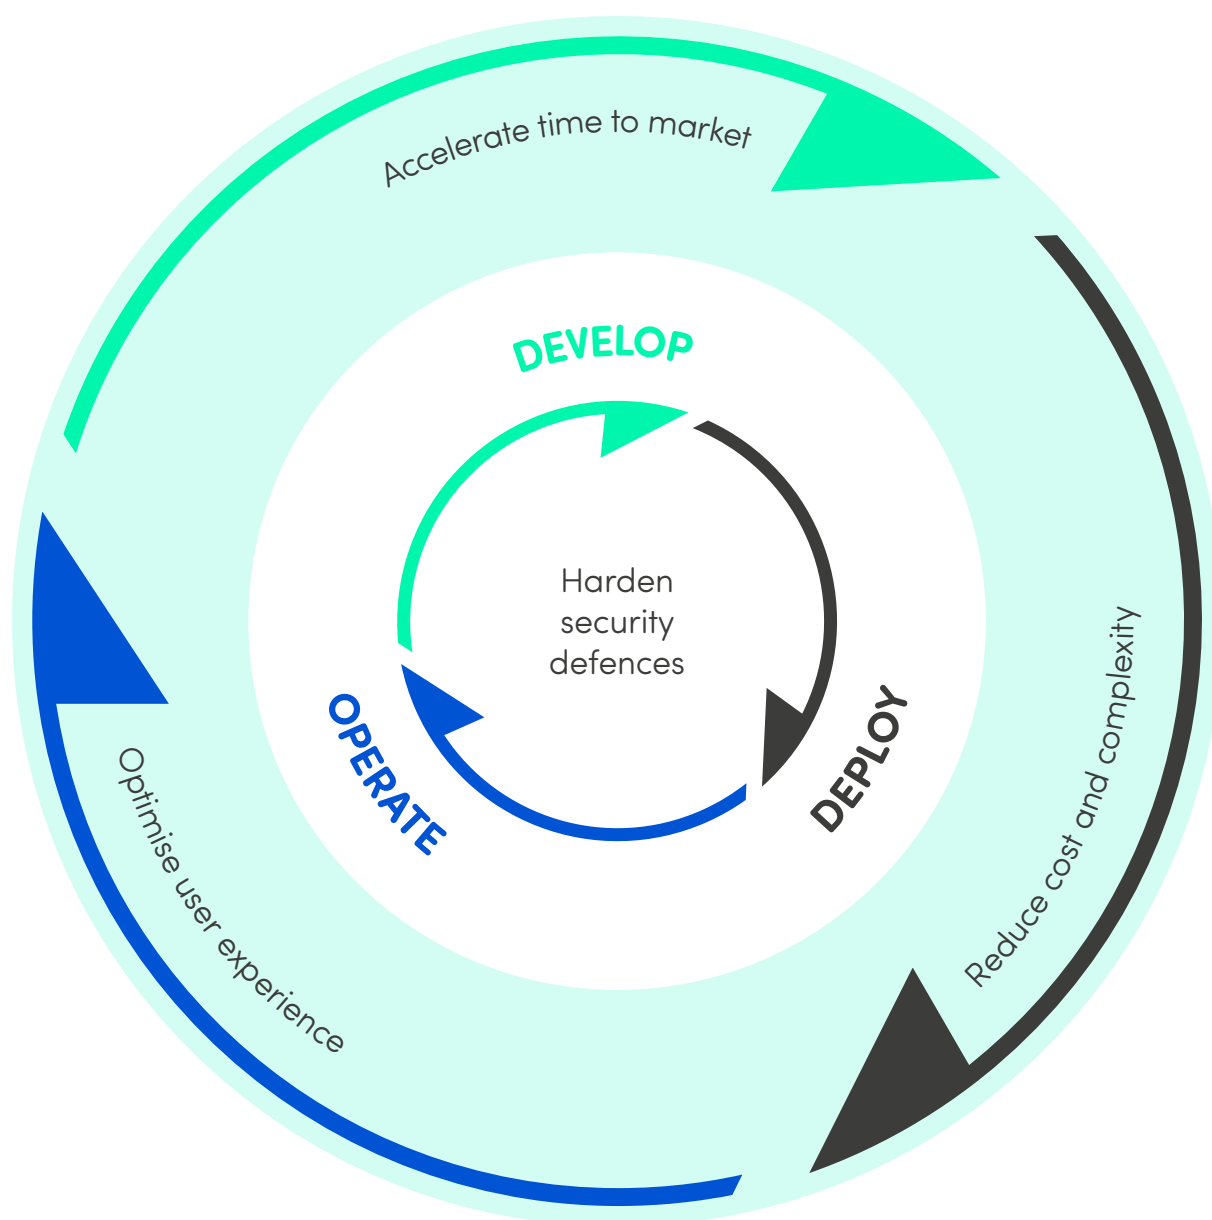 Accelerate time to market
DEVELOP
Harden
security
defences
OPERATE
DEPLOY
Optimise user experience
Reduce cost and complexity